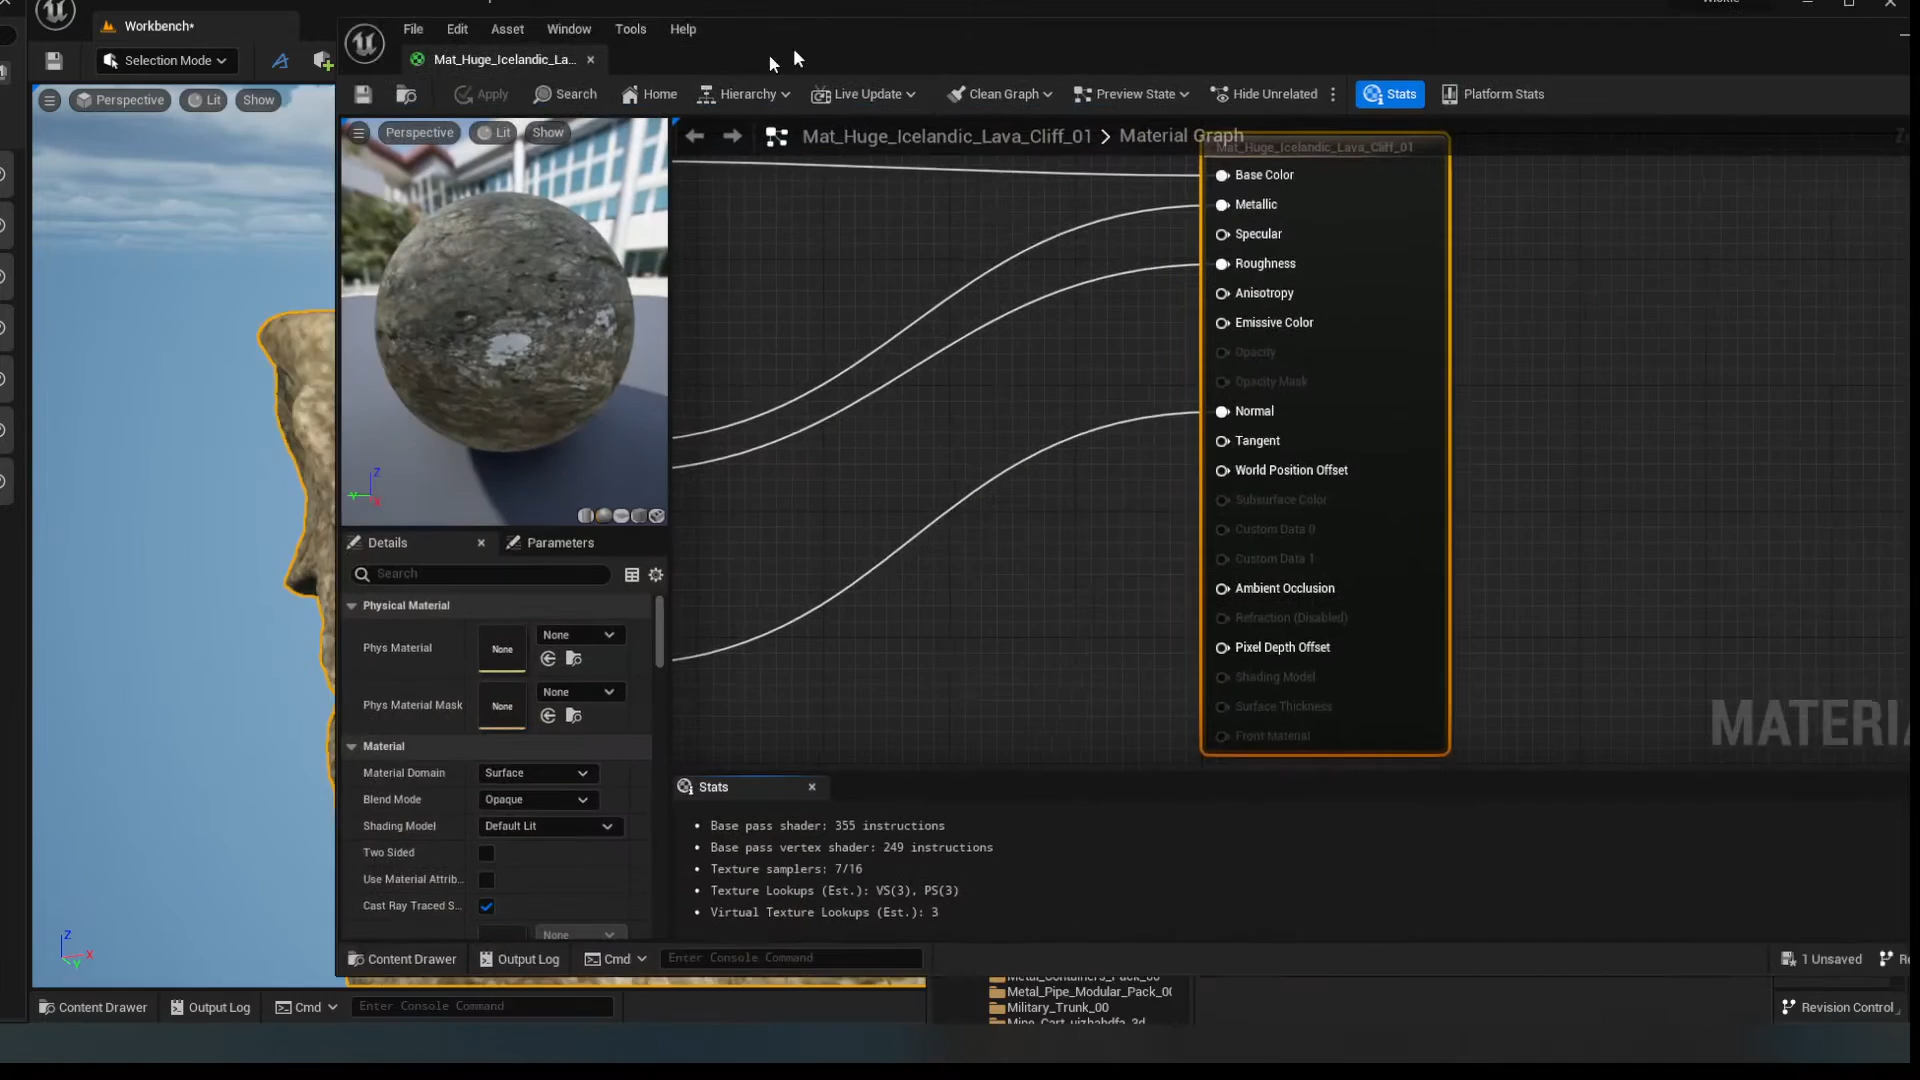 Workbench*
File Edit Asset Window Tools Help
Mat_Huge_Icelandic_La...
Selection Mode
Apply Search Home Hierarchy Live Update Clean Graph Preview State Hide Unrelated Stats Platform Stats
Perspective Lit Show
Perspective Lit Show
Mat_Huge_Icelandic_Lava_Cliff_01 > Material Graph
Mat_Huge_Icelandic_Lava_Cliff_01
Base Color
Metallic
Specular
Roughness
Anisotropy
Emissive Color
Opacity
Opacity Mask
Normal
Tangent
World Position Offset
Subsurface Color
Custom Data 0
Custom Data 1
Ambient Occlusion
Refraction (Disabled)
Pixel Depth Offset
Shading Model
Surface Thickness
Front Material
MATERIA
Z
Y
Details Parameters
Search
Physical Material
Phys Material None None
Phys Material Mask None None
Material
Material Domain Surface
Blend Mode Opaque
Shading Model Default Lit
Two Sided
Use Material Attrib...
Cast Ray Traced S...
None
Stats
• Base pass shader: 355 instructions
• Base pass vertex shader: 249 instructions
• Texture samplers: 7/16
• Texture Lookups (Est.): VS(3), PS(3)
• Virtual Texture Lookups (Est.): 3
Z
X
Y
Content Drawer Output Log Cmd Enter Console Command 1 Unsaved Re
Metal_Containers_Pack_00
Metal_Pipe_Modular_Pack_0
Military_Trunk_00
Mine_Cart_uizhahdfa_3d
Content Drawer Output Log Cmd Enter Console Command Revision Control